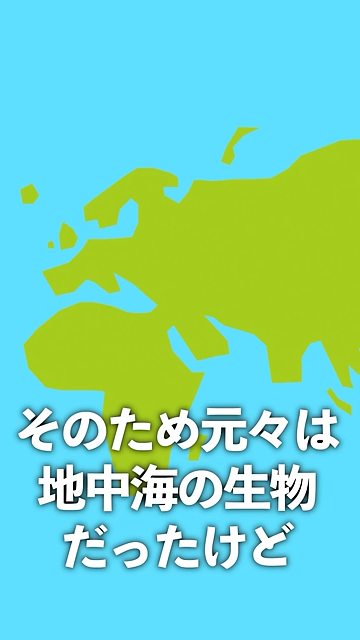 そのため元々は
地中海の生物
だったけど